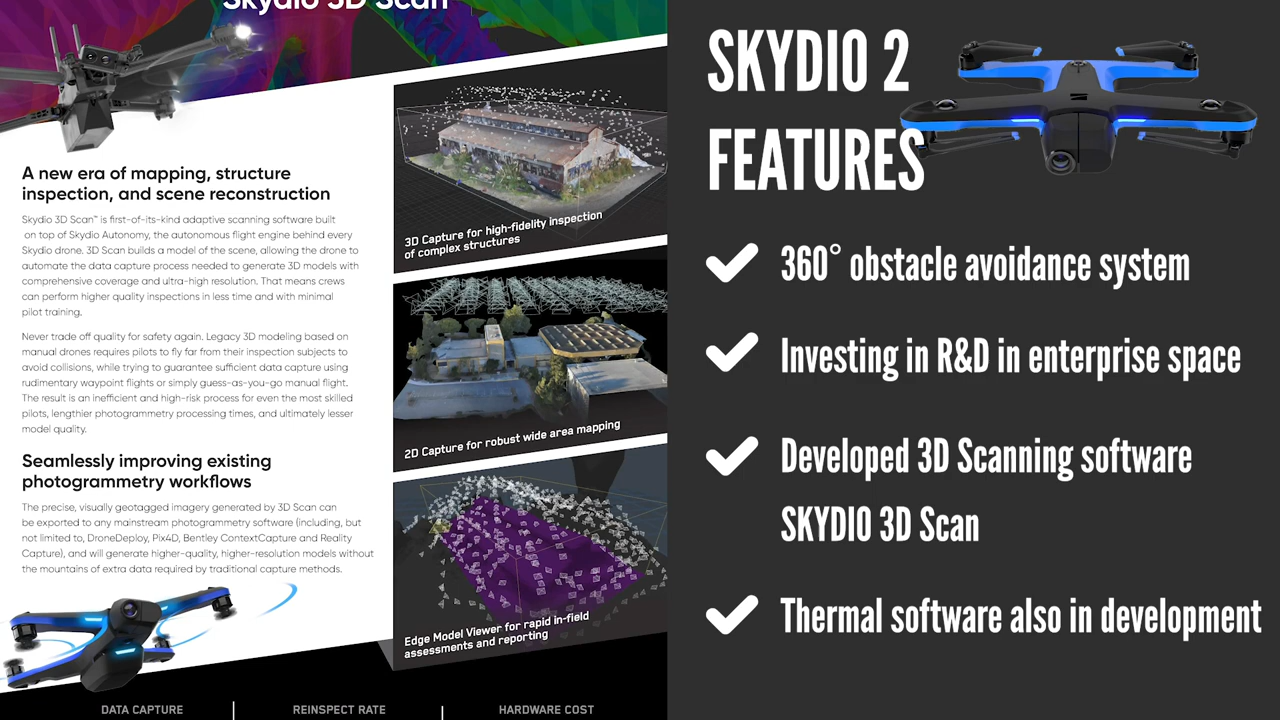 Skydio 3D Scan
A new era of mapping, structure
inspection, and scene reconstruction
Skydio 3D Scan™ is first-of-its-kind adaptive scanning software built
on top of Skydio Autonomy, the autonomous flight engine behind every
Skydio drone. 3D Scan builds a model of the scene, allowing the drone to
automate the data capture process needed to generate 3D models with
comprehensive coverage and ultra-high resolution. That means crews
can perform higher quality inspections in less time and with minimal
pilot training.
Never trade off quality for safety again. Legacy 3D modeling based on
manual drones requires pilots to fly far from their inspection subjects to
avoid collisions, while trying to guarantee sufficient data capture using
rudimentary waypoint flights or simply guess-as-you-go manual flight.
The result is an inefficient and high-risk process for even the most skilled
pilots, lengthier photogrammetry processing times, and ultimately lesser
model quality.
Seamlessly improving existing
photogrammetry workflows
The precise, visually geotagged imagery generated by 3D Scan can
be exported to any mainstream photogrammetry software (including, but
not limited to, DroneDeploy, Pix4D, Bentley ContextCapture and Reality
Capture), and will generate higher-quality, higher-resolution models without
the mountains of extra data required by traditional capture methods.
3D Capture for high-fidelity inspection
of complex structures
2D Capture for robust wide area mapping
Edge Model Viewer for rapid in-field
assessments and reporting
DATA CAPTURE
REINSPECT RATE
HARDWARE COST
SKYDIO 2
FEATURES
360° obstacle avoidance system
Investing in R&D in enterprise space
Developed 3D Scanning software
SKYDIO 3D Scan
Thermal software also in development